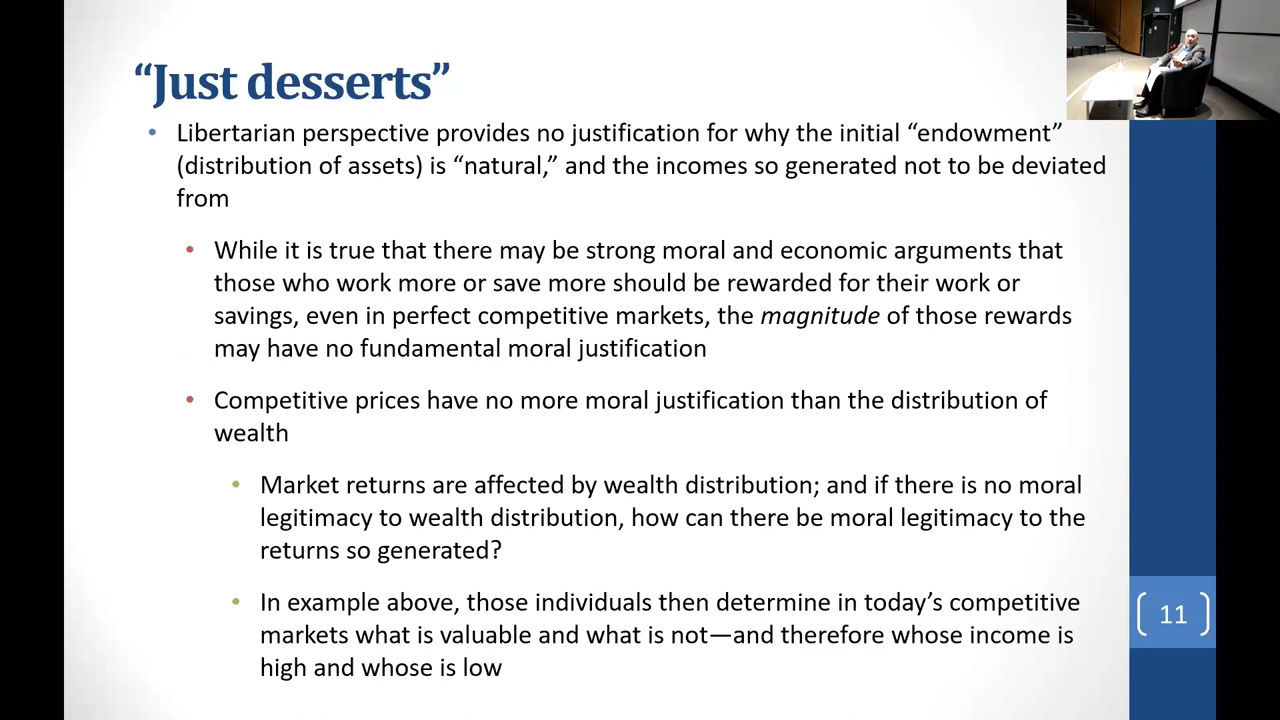 “Just desserts”
• Libertarian perspective provides no justification for why the initial “endowment”
(distribution of assets) is “natural,” and the incomes so generated not to be deviated
from
• While it is true that there may be strong moral and economic arguments that
those who work more or save more should be rewarded for their work or
savings, even in perfect competitive markets, the magnitude of those rewards
may have no fundamental moral justification
• Competitive prices have no more moral justification than the distribution of
wealth
• Market returns are affected by wealth distribution; and if there is no moral
legitimacy to wealth distribution, how can there be moral legitimacy to the
returns so generated?
• In example above, those individuals then determine in today’s competitive
markets what is valuable and what is not—and therefore whose income is
high and whose is low
11